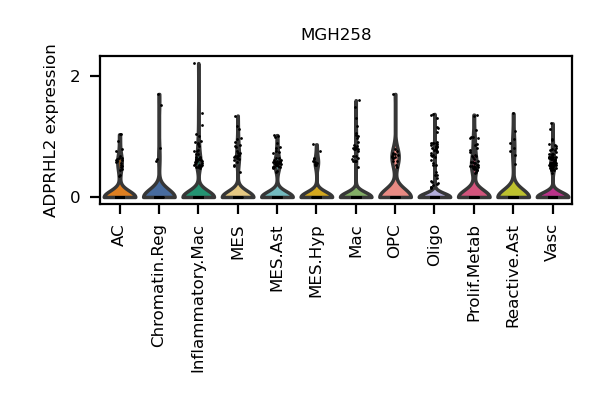 MGH258
ADPRHL2 expression
2
0
AC
Chromatin.Reg
Inflammatory.Mac
MES
MES.Ast
MES.Hyp
Mac
OPC
Oligo
Prolif.Metab
Reactive.Ast
Vasc